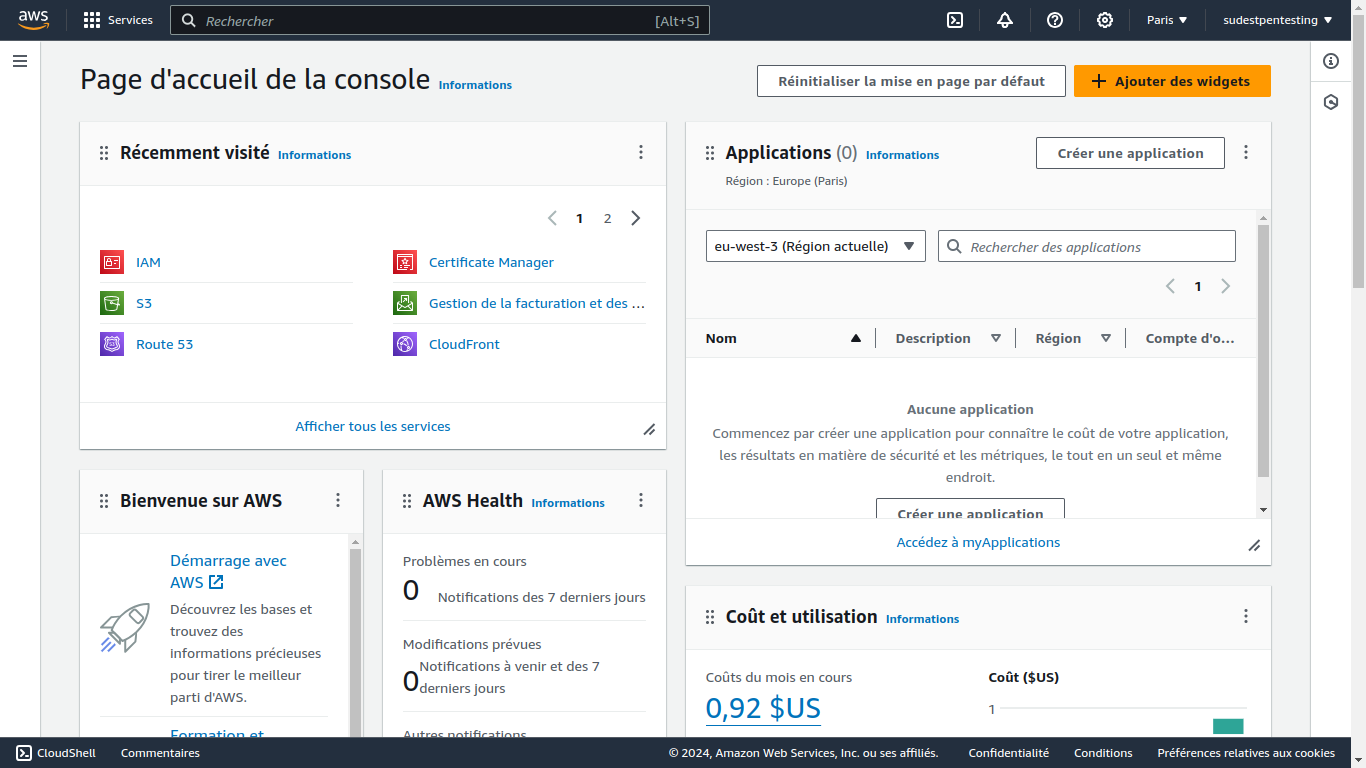 aws
Services
Rechercher
[Alt+S]
Paris
sudestpentesting
Page d'accueil de la console
Informations
Réinitialiser la mise en page par défaut
Ajouter des widgets
Récemment visité
Informations
1
2
IAM
S3
Route 53
Certificate Manager
Gestion de la facturation et des ...
CloudFront
Afficher tous les services
Applications (0)
Informations
Créer une application
Région : Europe (Paris)
eu-west-3 (Région actuelle)
Rechercher des applications
1
Nom
Description
Région
Compte d'o...
Aucune application
Commencez par créer une application pour connaître le coût de votre application,
les résultats en matière de sécurité et les métriques, le tout en un seul et même
endroit.
Créer une application
Accédez à myApplications
Bienvenue sur AWS
Démarrage avec
AWS
Découvrez les bases et
trouvez des
informations précieuses
pour tirer le meilleur
parti d'AWS.
Formation et
AWS Health
Informations
Problèmes en cours
0
Notifications des 7 derniers jours
Modifications prévues
0
Notifications à venir et des 7
derniers jours
Autres notifications
Coût et utilisation
Informations
Coûts du mois en cours
0,92 $US
Coût ($US)
1
CloudShell
Commentaires
© 2024, Amazon Web Services, Inc. ou ses affiliés.
Confidentialité
Conditions
Préférences relatives aux cookies